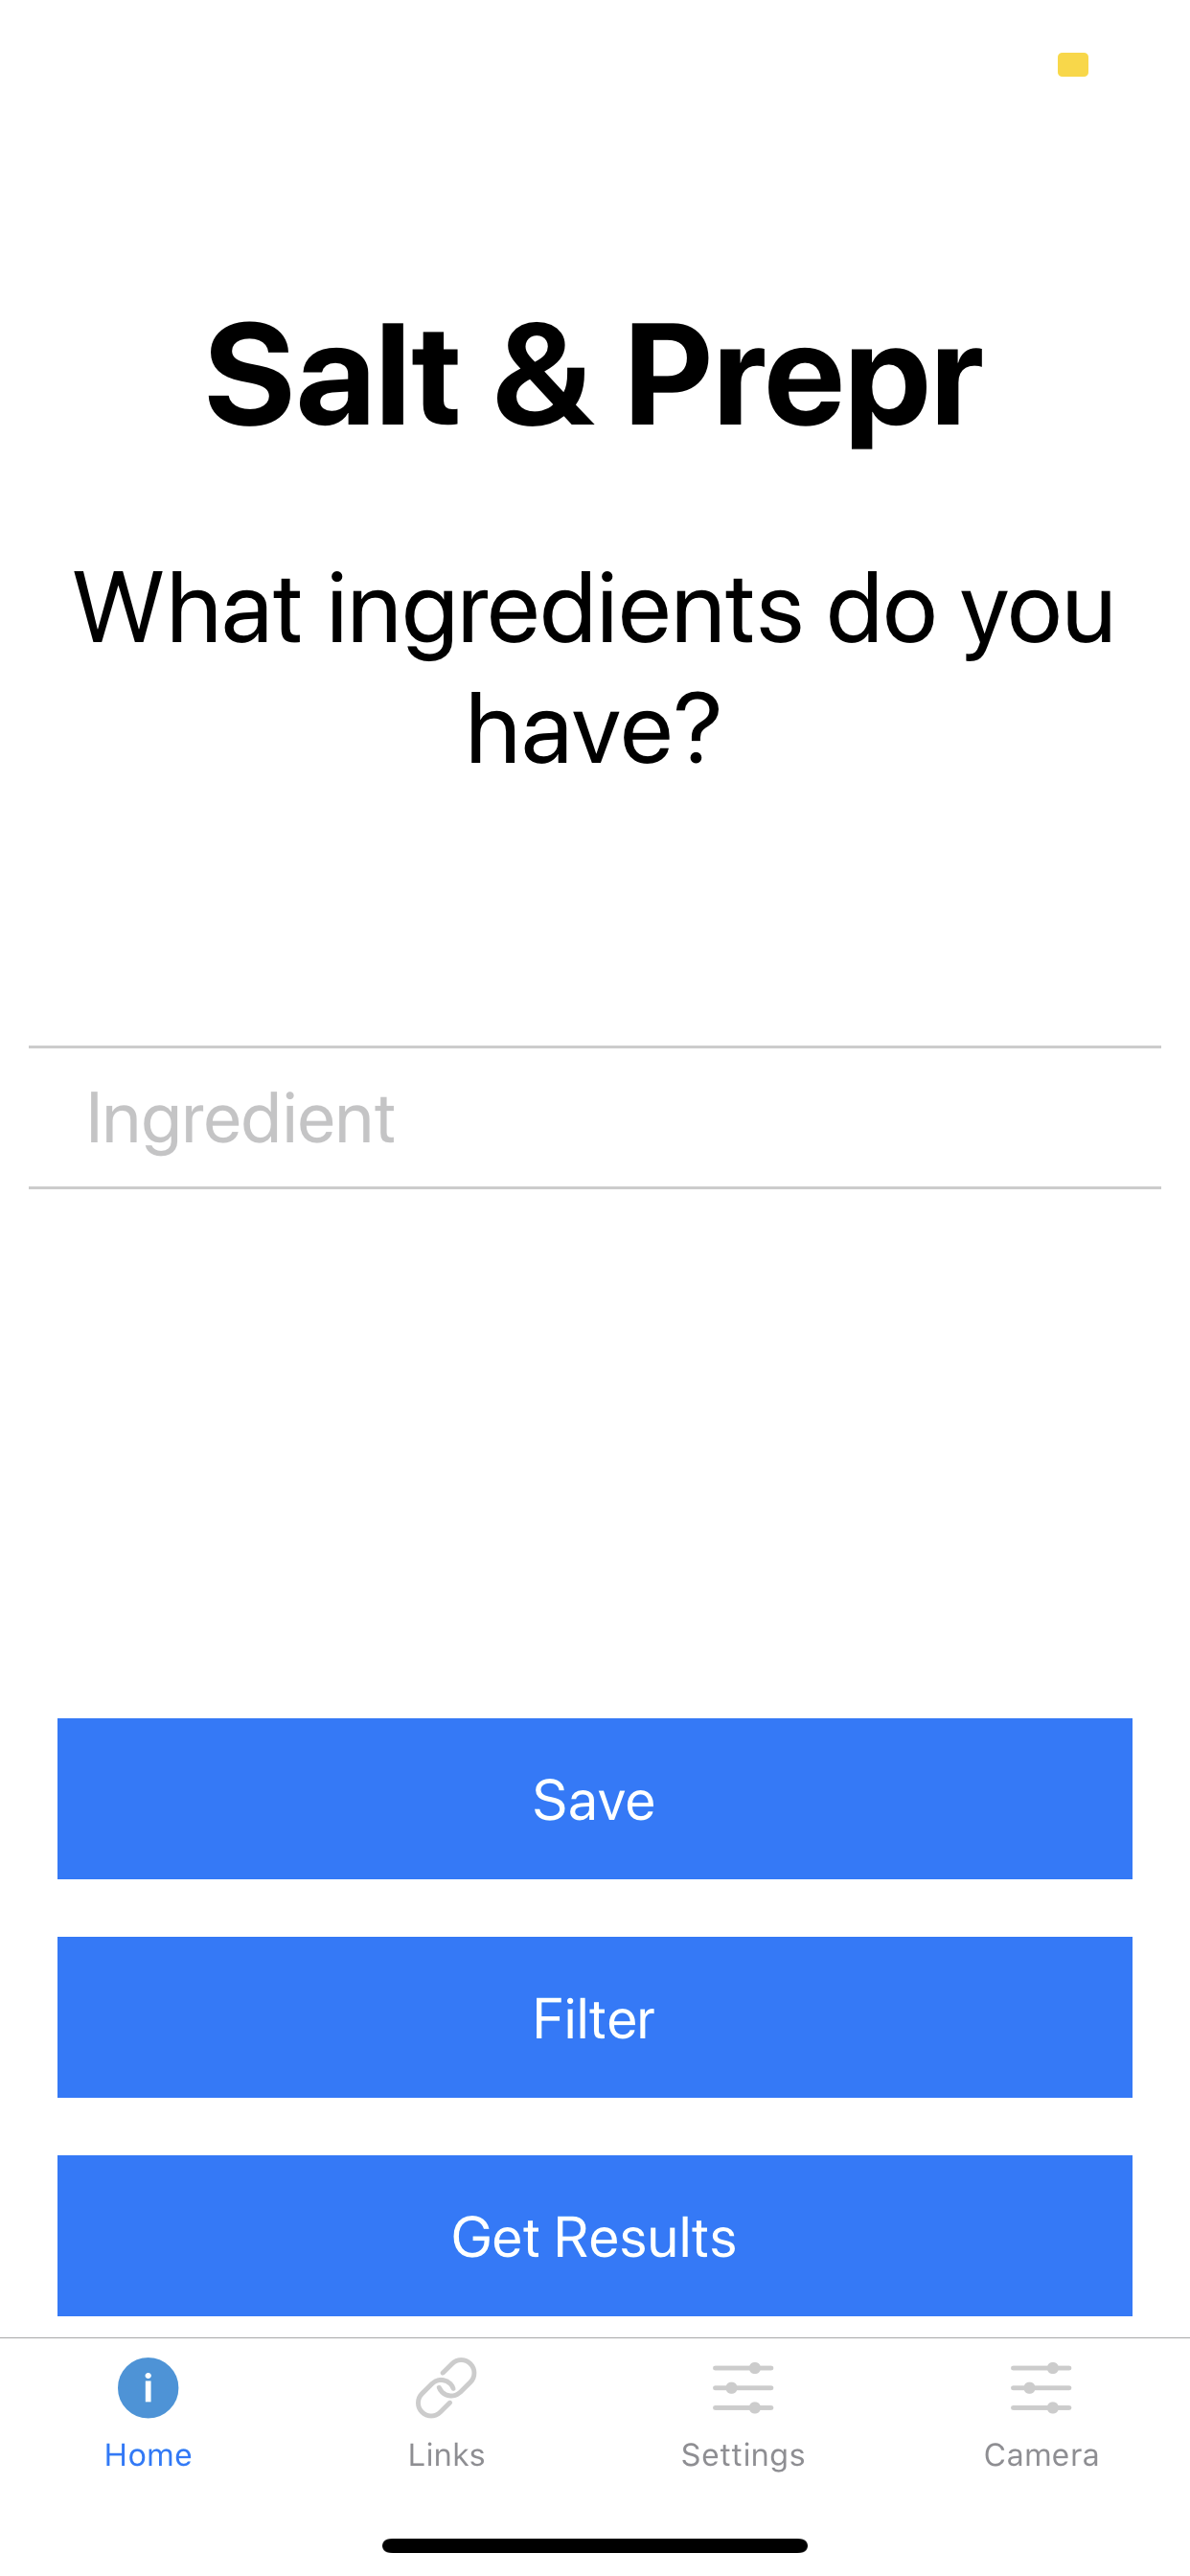 Salt & Prepr
What ingredients do you
have?
Ingredient
Save
Filter
Get Results
Home
Links
Settings
Camera